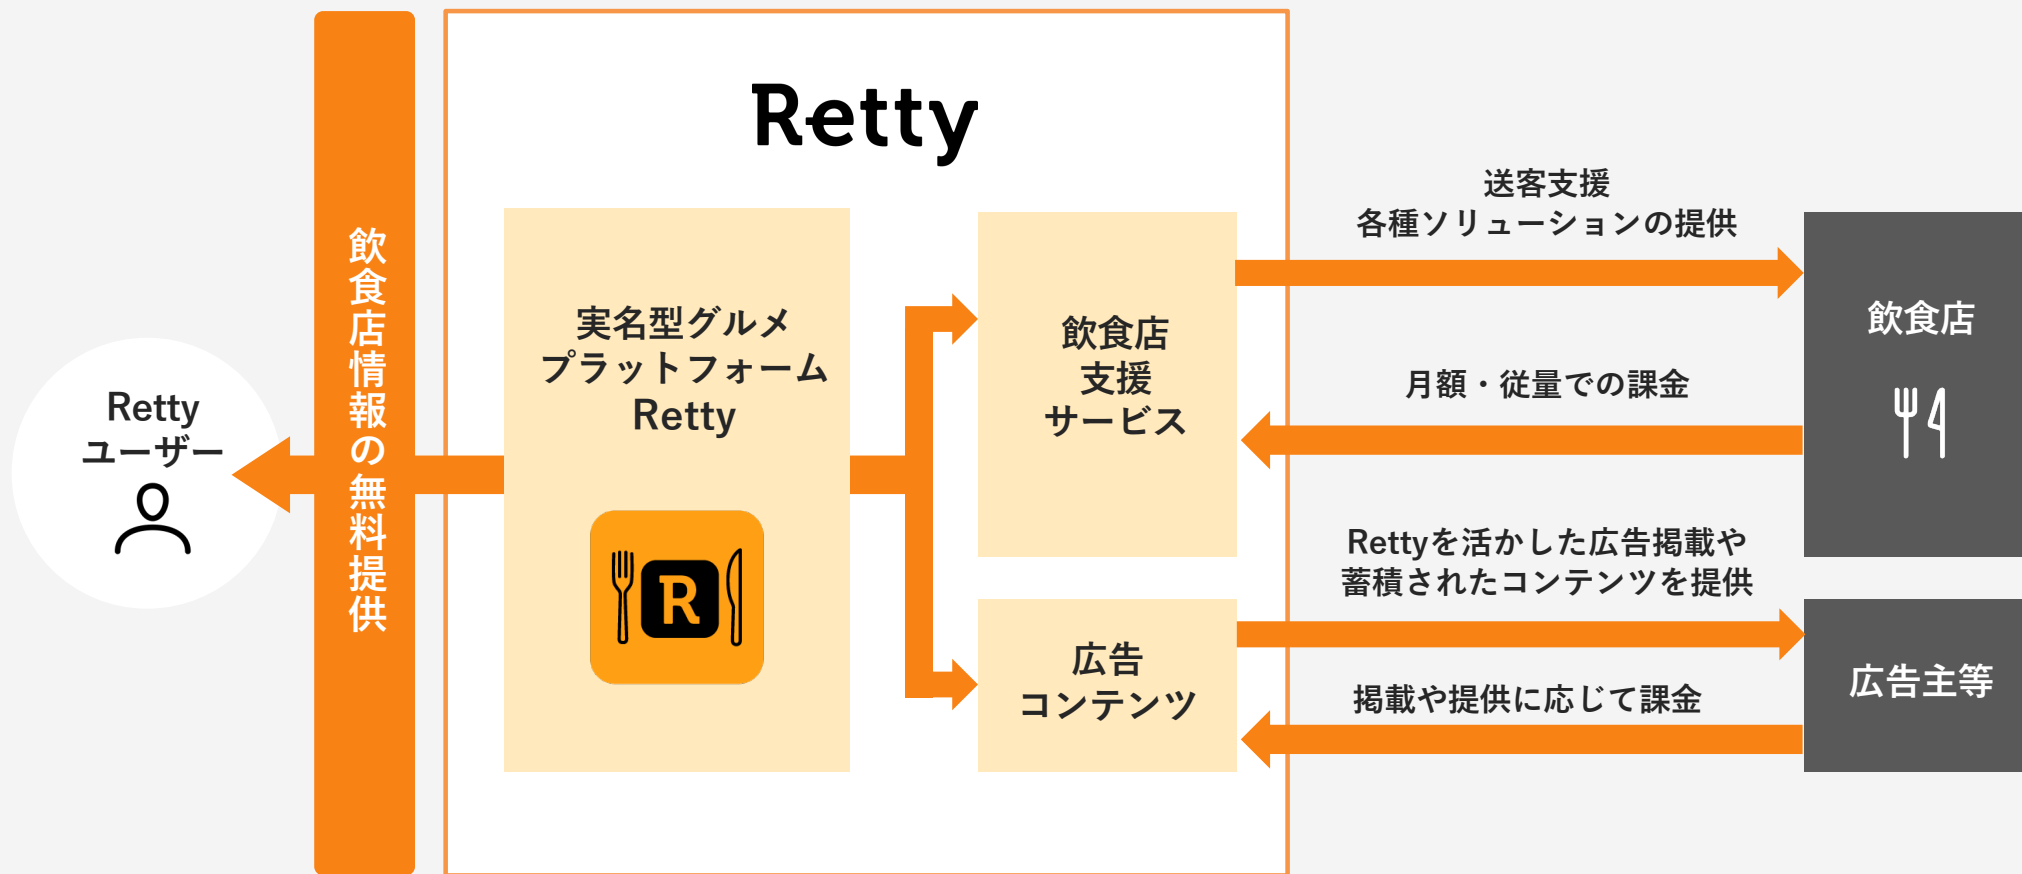 Retty
ユーザー
飲食店情報の無料提供
Retty
実名型グルメ
プラットフォーム
Retty
R
飲食店
支援
サービス
広告
コンテンツ
送客支援
各種ソリューションの提供
月額・従量での課金
Rettyを活かした広告掲載や
蓄積されたコンテンツを提供
掲載や提供に応じて課金
飲食店
広告主等